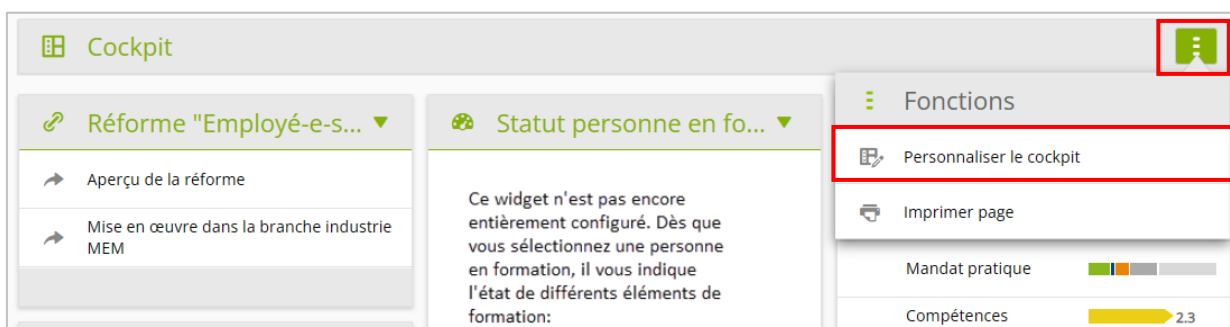 Cockpit
Réforme "Employé-e-s...
Aperçu de la réforme
Mise en œuvre dans la branche industrie
MEM
Statut personne en fo...
Ce widget n'est pas encore
entièrement configuré. Dès que
vous sélectionnez une personne
en formation, il vous indique
l'état de différents éléments de
formation:
Fonctions
Personnaliser le cockpit
Imprimer page
Mandat pratique
Compétences
2.3